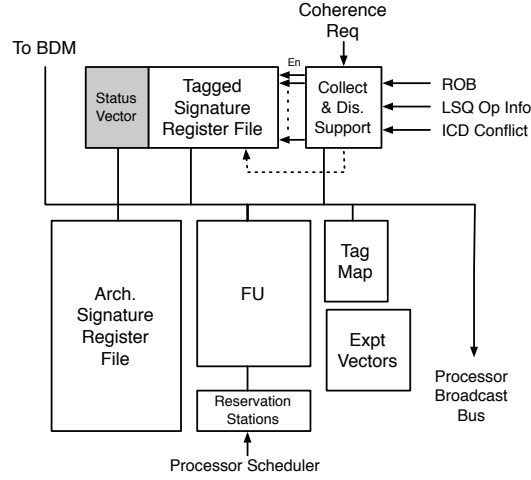 Coherence
Req
To BDM
En
Status
Vector
Tagged
Signature
Register File
Collect
& Dis.
Support
ROB
LSQ Op Info
ICD Conflict
Arch.
Signature
Register
File
FU
Tag
Map
Expt
Vectors
Reservation
Stations
Processor
Broadcast
Bus
Processor Scheduler